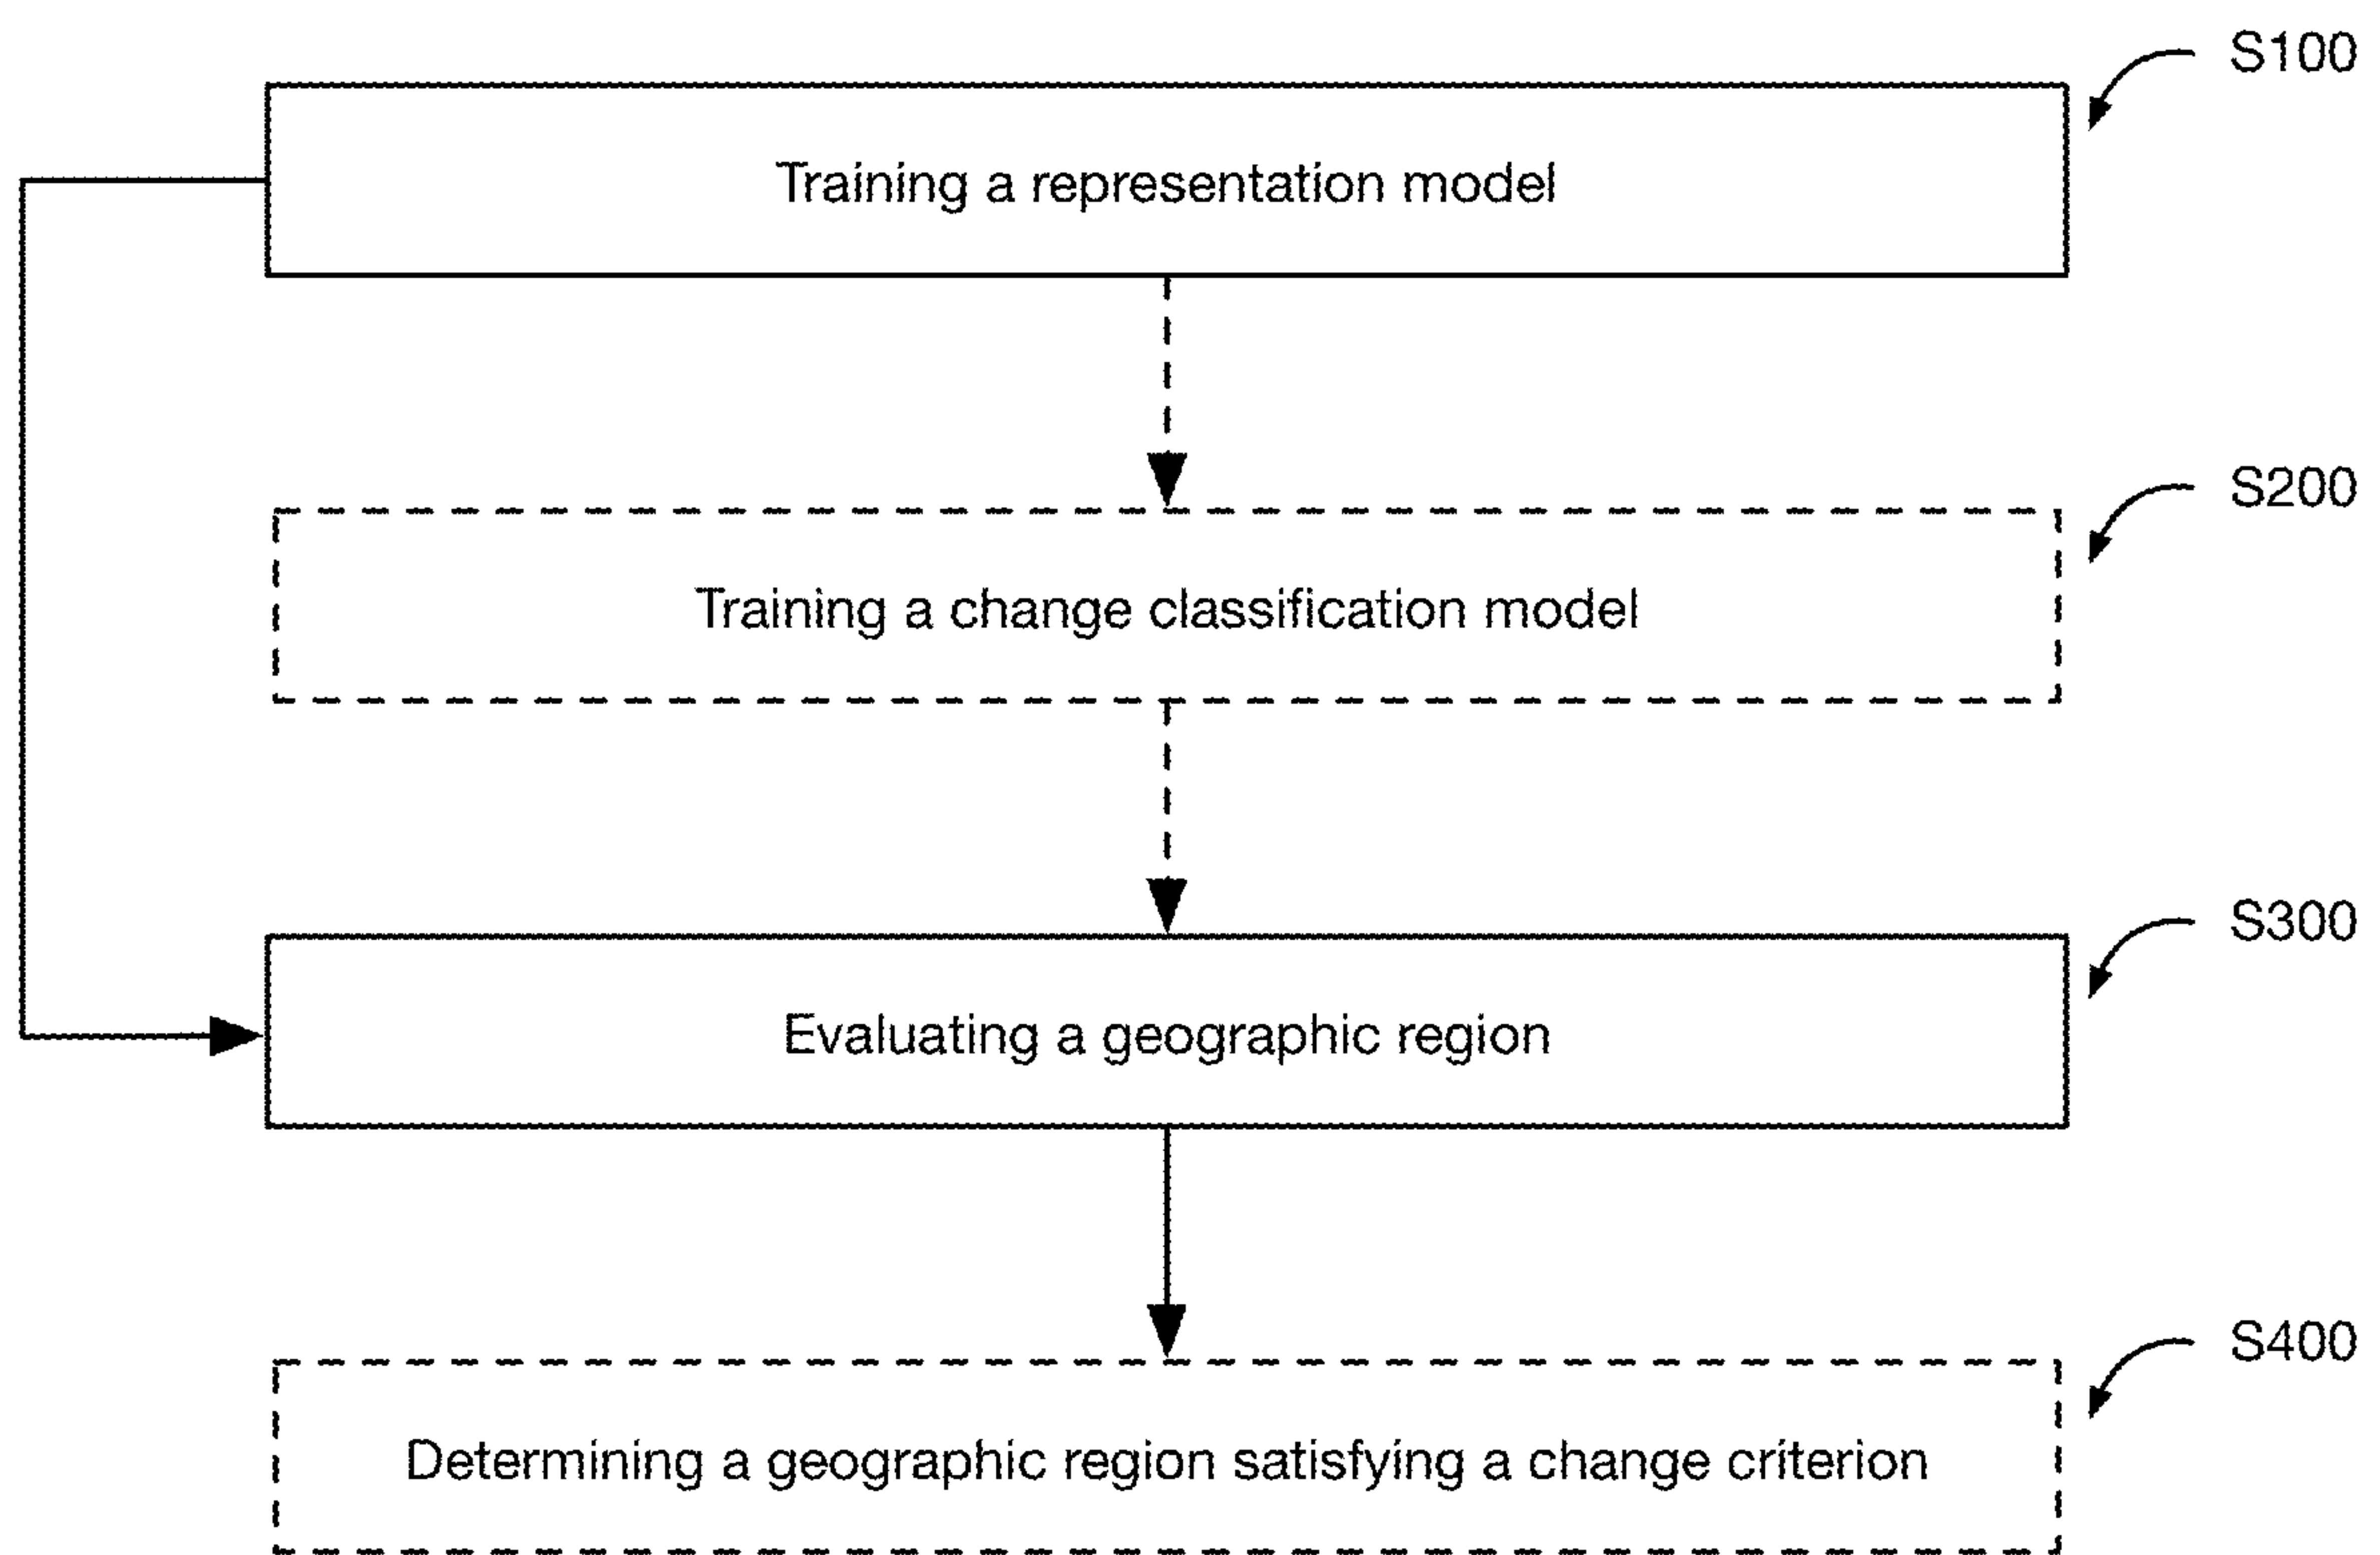 S100
Training a representation model
S200
Training a change classification model
S300
Evaluating a geographic region
S400
Determining a geographic region satisfying a change criterion